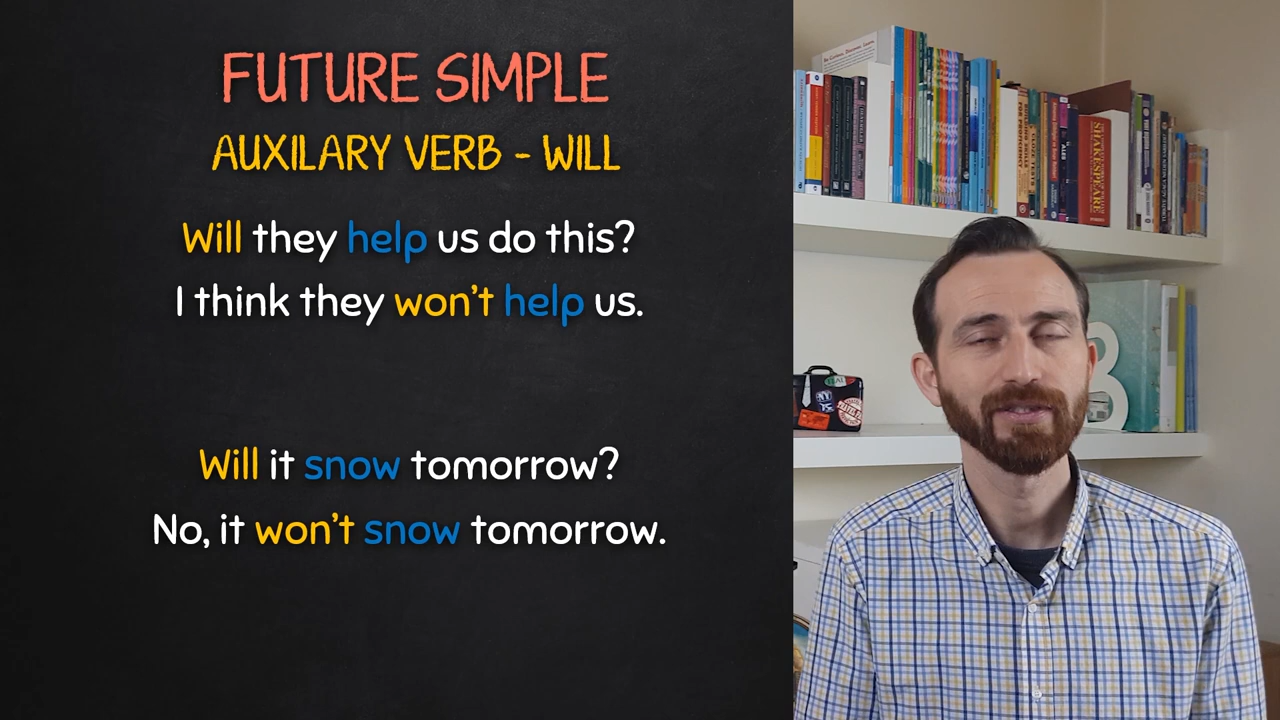 FUTURE SIMPLE
AUXILARY VERB - WILL
Will they help us do this?
I think they won't help us.
Will it snow tomorrow?
No, it won't snow tomorrow.
SHAKESPEARE